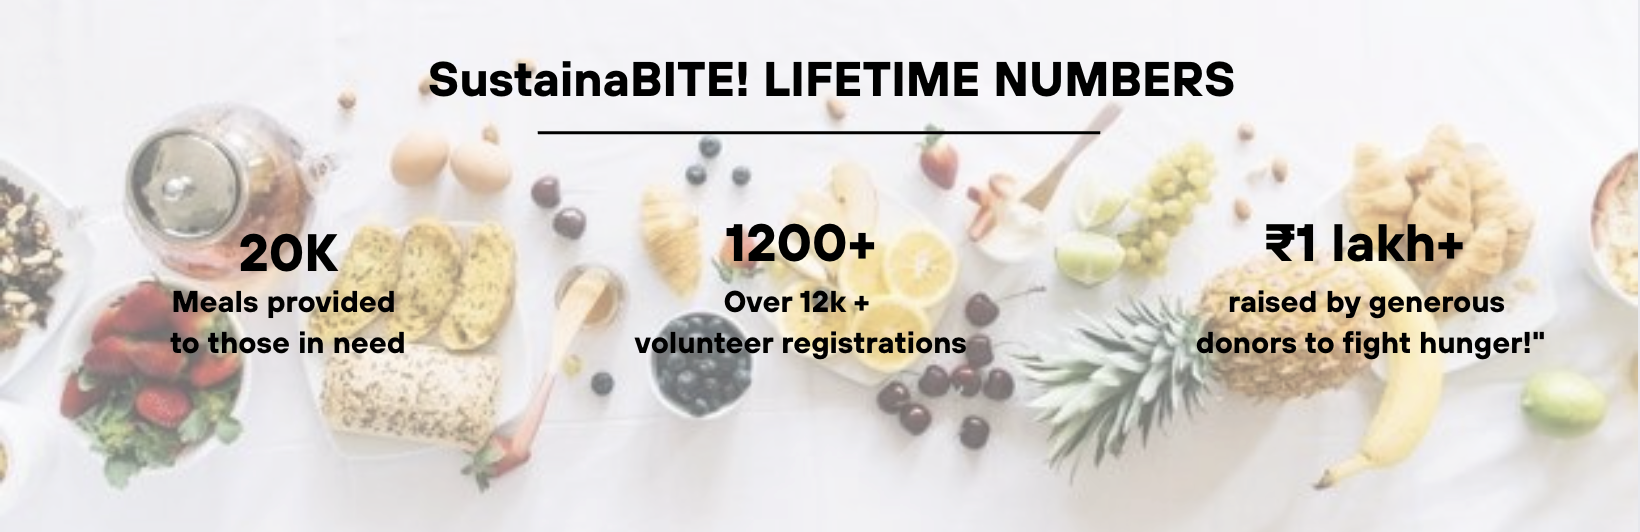 SustainaBITE! LIFETIME NUMBERS
20K
Meals provided
to those in need
1200+
Over 12k +
volunteer registrations
₹1 lakh+
raised by generous
donors to fight hunger!"